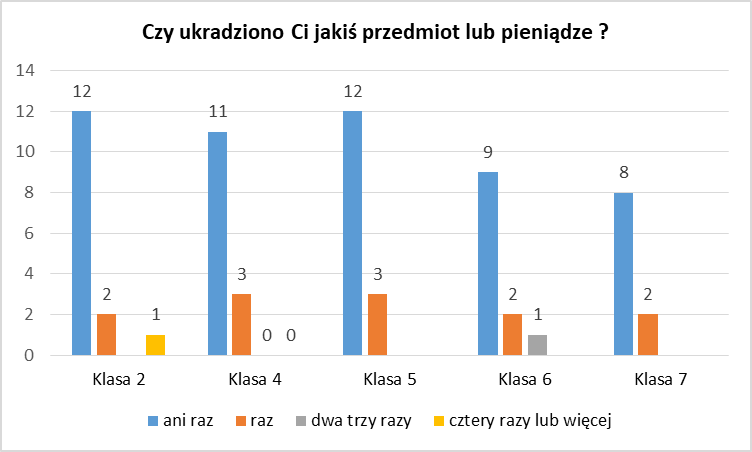 Czy ukradziono Ci jakiś przedmiot lub pieniądze ?
14
12
10
8
6
4
2
0
12
2
1
11
3
0
0
12
3
9
2
1
8
2
Klasa 2
Klasa 4
Klasa 5
Klasa 6
Klasa 7
ani raz
raz
dwa trzy razy
cztery razy lub więcej